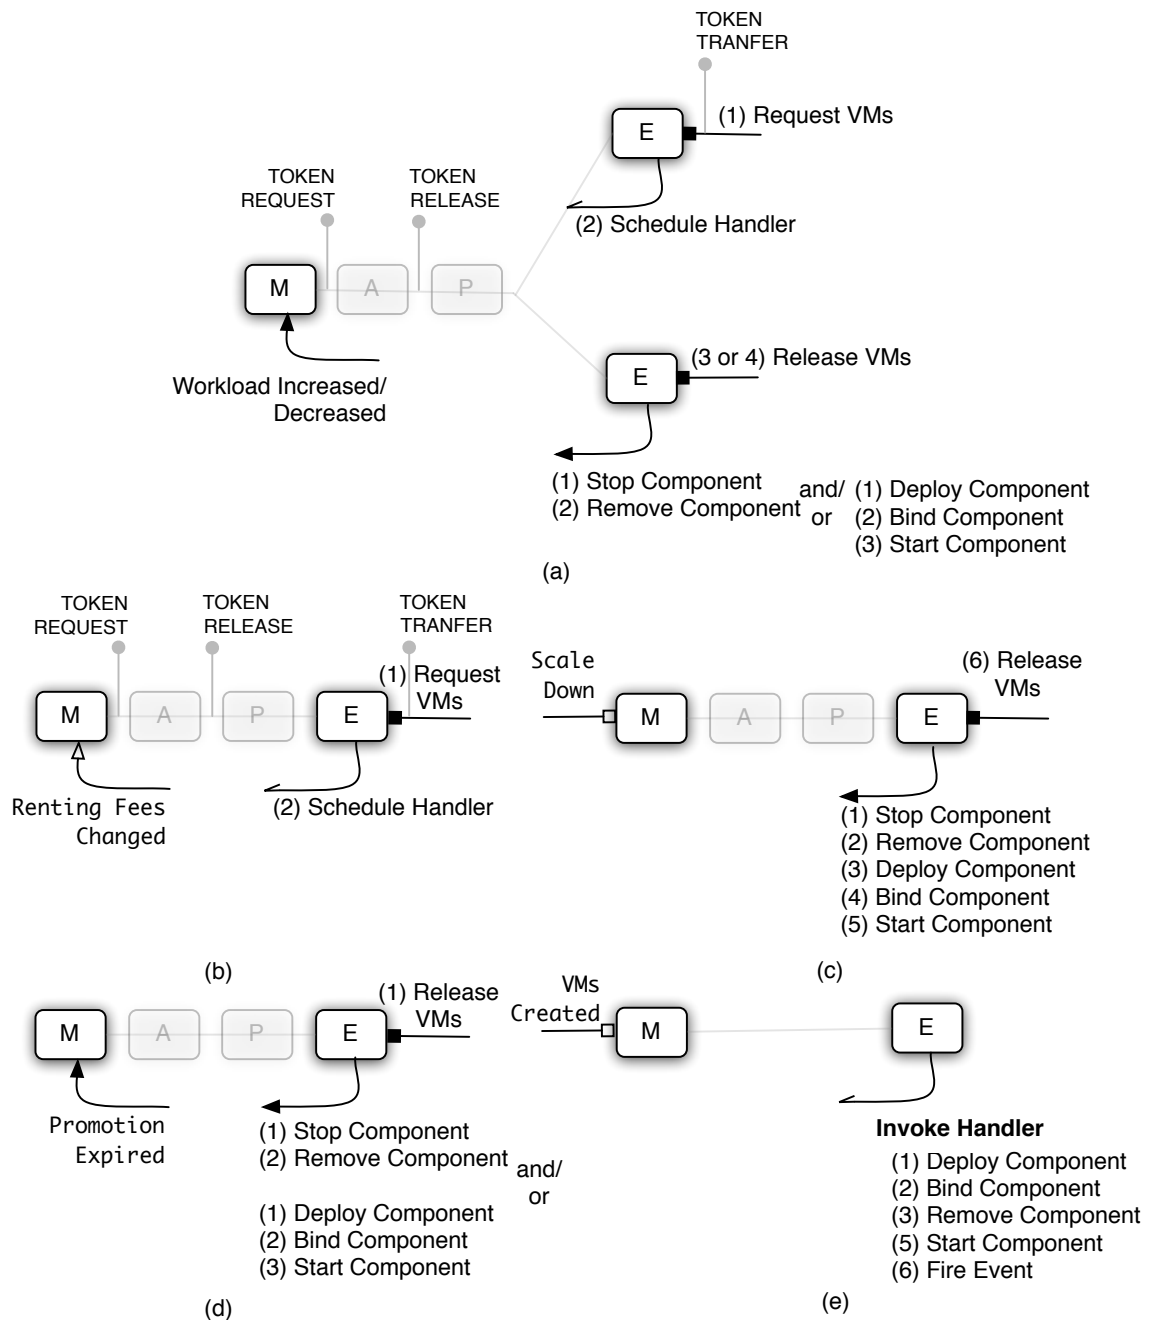 TOKEN
TRANFER
(1) Request VMs
E
(2) Schedule Handler
TOKEN
REQUEST
TOKEN
RELEASE
M
A
P
Workload Increased/
Decreased
E
(3 or 4) Release VMs
(1) Stop Component
(2) Remove Component
and/
or
(1) Deploy Component
(2) Bind Component
(3) Start Component
(a)
TOKEN
REQUEST
TOKEN
RELEASE
TOKEN
TRANFER
(1) Request
VMs
M
A
P
E
Renting Fees
Changed
(2) Schedule Handler
(b)
Scale
Down
(6) Release
VMs
M
A
P
E
(1) Stop Component
(2) Remove Component
(3) Deploy Component
(4) Bind Component
(5) Start Component
(c)
(1) Release
VMs
M
A
P
E
Promotion
Expired
(1) Stop Component
(2) Remove Component
and/
or
(1) Deploy Component
(2) Bind Component
(3) Start Component
(d)
VMs
Created
M
E
Invoke Handler
(1) Deploy Component
(2) Bind Component
(3) Remove Component
(5) Start Component
(6) Fire Event
(e)